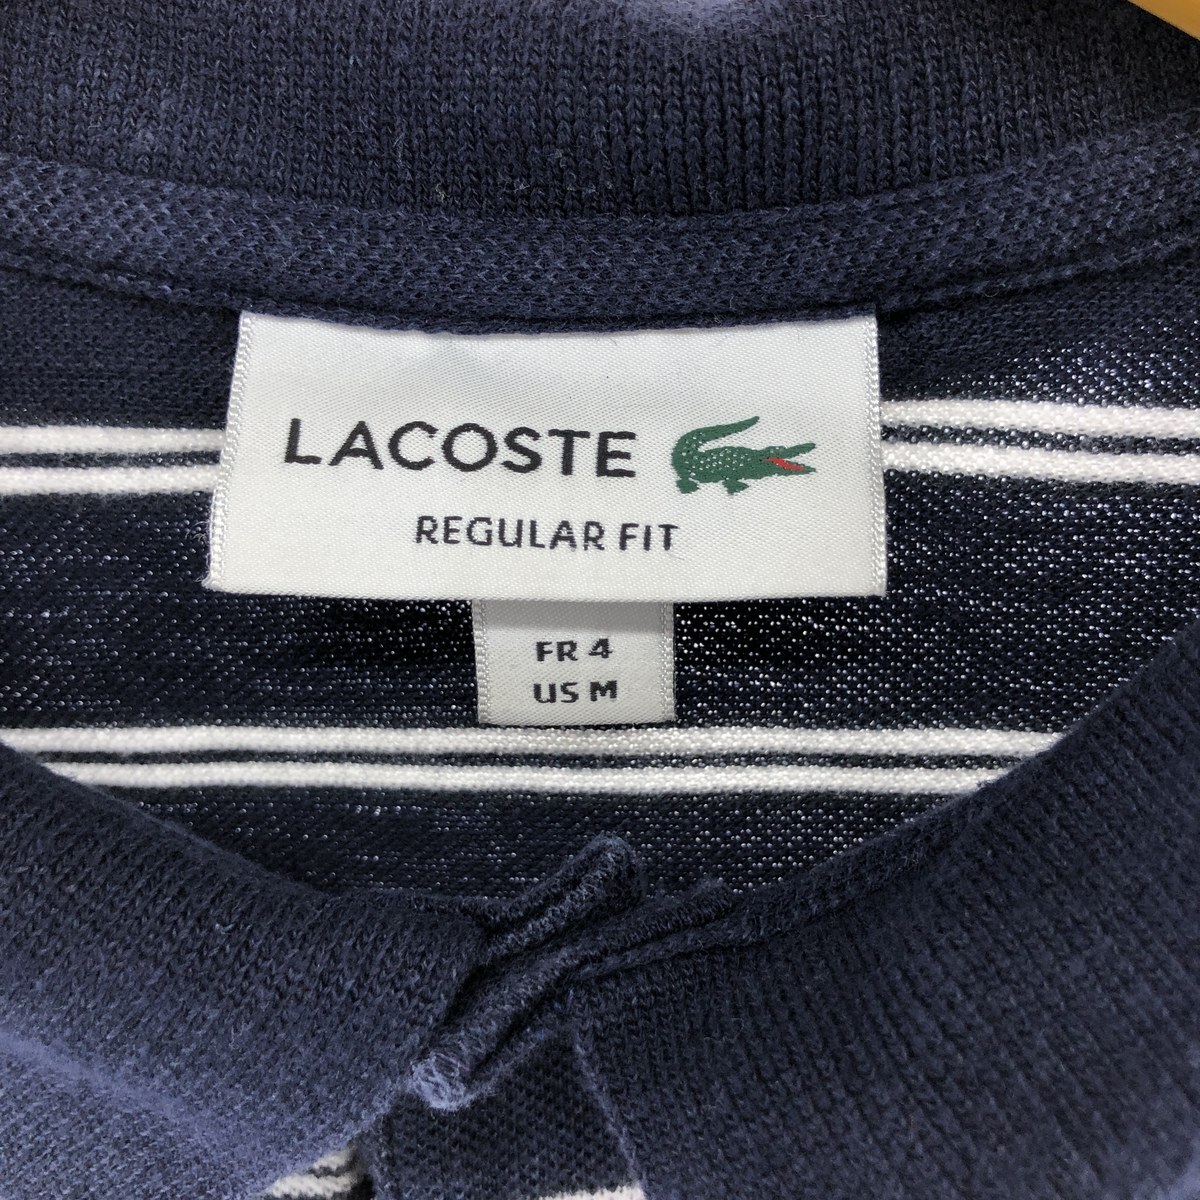 LACOSTE
REGULAR FIT
FR 4
US M